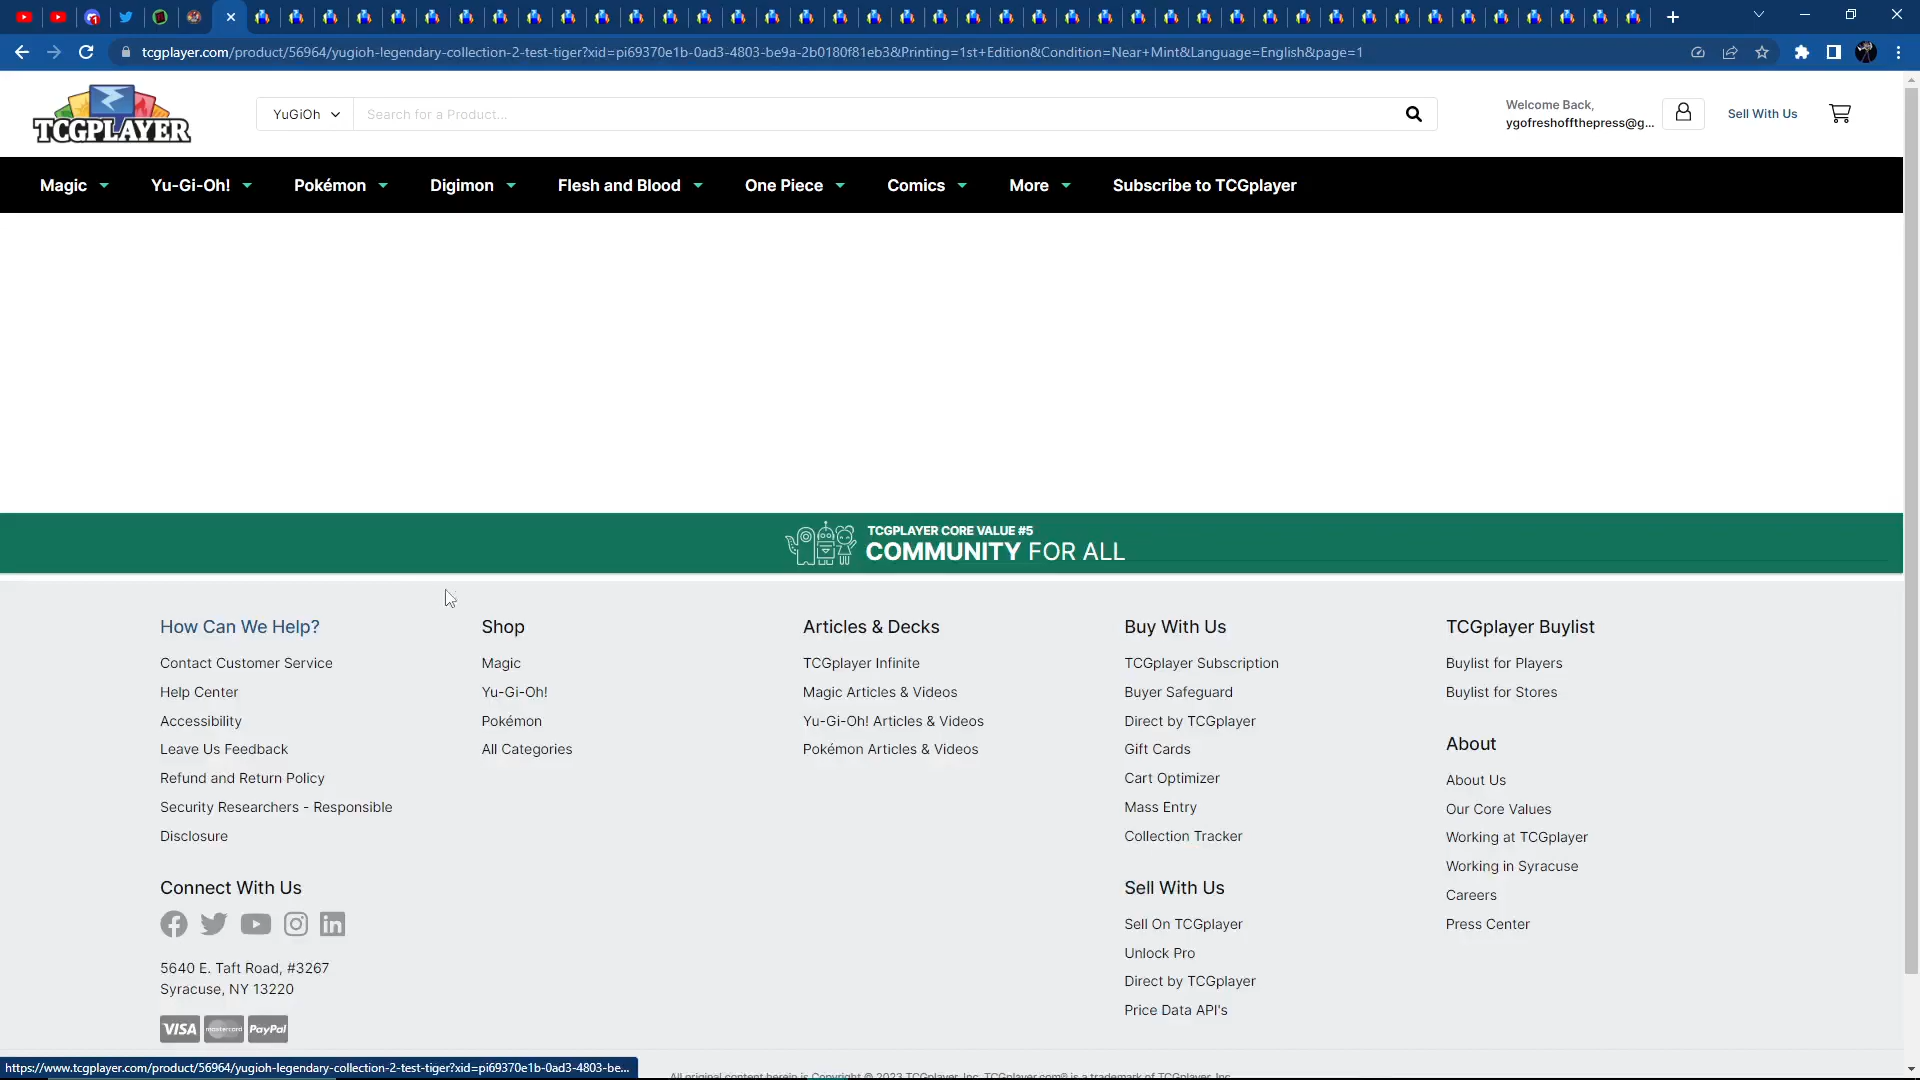 tcgplayer.com/product/56964/yugioh-legendary-collection-2-test-tiger?xid=pi69370e1b-0ad3-4803-be9a-2b0180f81eb3&Printing=1st+Edition&Condition=Near+Mint&Language=English&page=1
TCGPLAYER
YuGiOh
Search for a Product...
Welcome Back,
ygofreshoffthepress@g...
Sell With Us
Magic
Yu-Gi-Oh!
Pokémon
Digimon
Flesh and Blood
One Piece
Comics
More
Subscribe to TCGplayer
TCGPLAYER CORE VALUE #5
COMMUNITY FOR ALL
How Can We Help?
Contact Customer Service
Help Center
Accessibility
Leave Us Feedback
Refund and Return Policy
Security Researchers - Responsible
Disclosure
Connect With Us
5640 E. Taft Road, #3267
Syracuse, NY 13220
VISA
mastercard
PayPal
Shop
Magic
Yu-Gi-Oh!
Pokémon
All Categories
Articles & Decks
TCGplayer Infinite
Magic Articles & Videos
Yu-Gi-Oh! Articles & Videos
Pokémon Articles & Videos
Buy With Us
TCGplayer Subscription
Buyer Safeguard
Direct by TCGplayer
Gift Cards
Cart Optimizer
Mass Entry
Collection Tracker
Sell With Us
Sell On TCGplayer
Unlock Pro
Direct by TCGplayer
Price Data API's
TCGplayer Buylist
Buylist for Players
Buylist for Stores
About
About Us
Our Core Values
Working at TCGplayer
Working in Syracuse
Careers
Press Center
https://www.tcgplayer.com/product/56964/yugioh-legendary-collection-2-test-tiger?xid=pi69370e1b-0ad3-4803-be...
All original content herein is Copyright © 2023 TCGplayer, Inc. TCGplayer.com® is a trademark of TCGplayer, Inc.